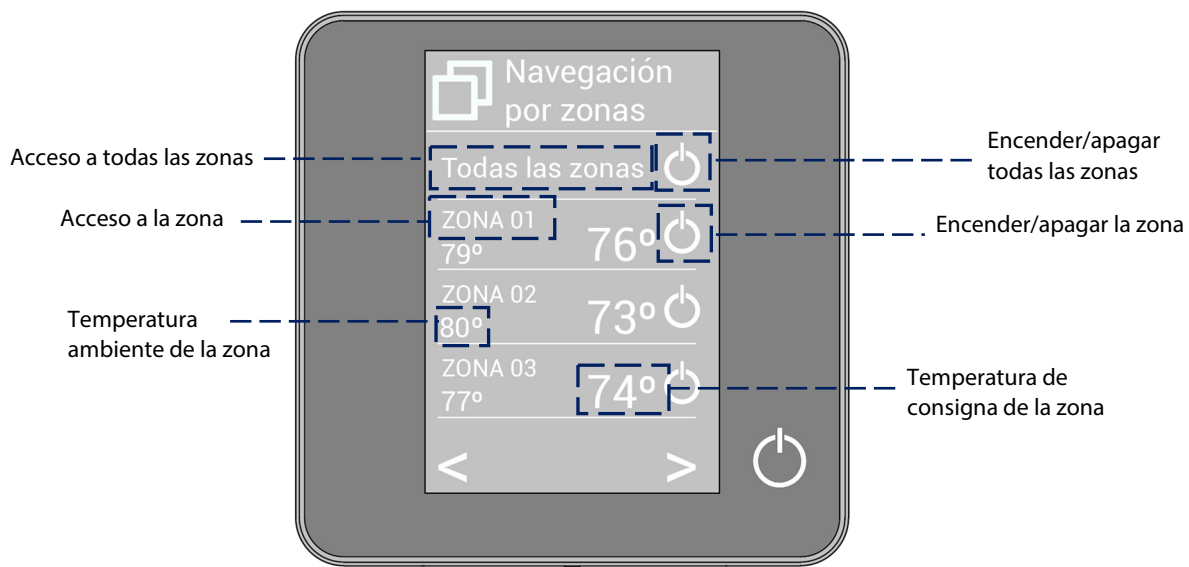 Navegación
por zonas
Acceso a todas las zonas
Todas las zonas
Encender/apagar
todas las zonas
Acceso a la zona
ZONA 01
79º
76º
Encender/apagar la zona
Temperatura
ambiente de la zona
ZONA 02
80º
73º
ZONA 03
77º
74º
Temperatura de
consigna de la zona
< >